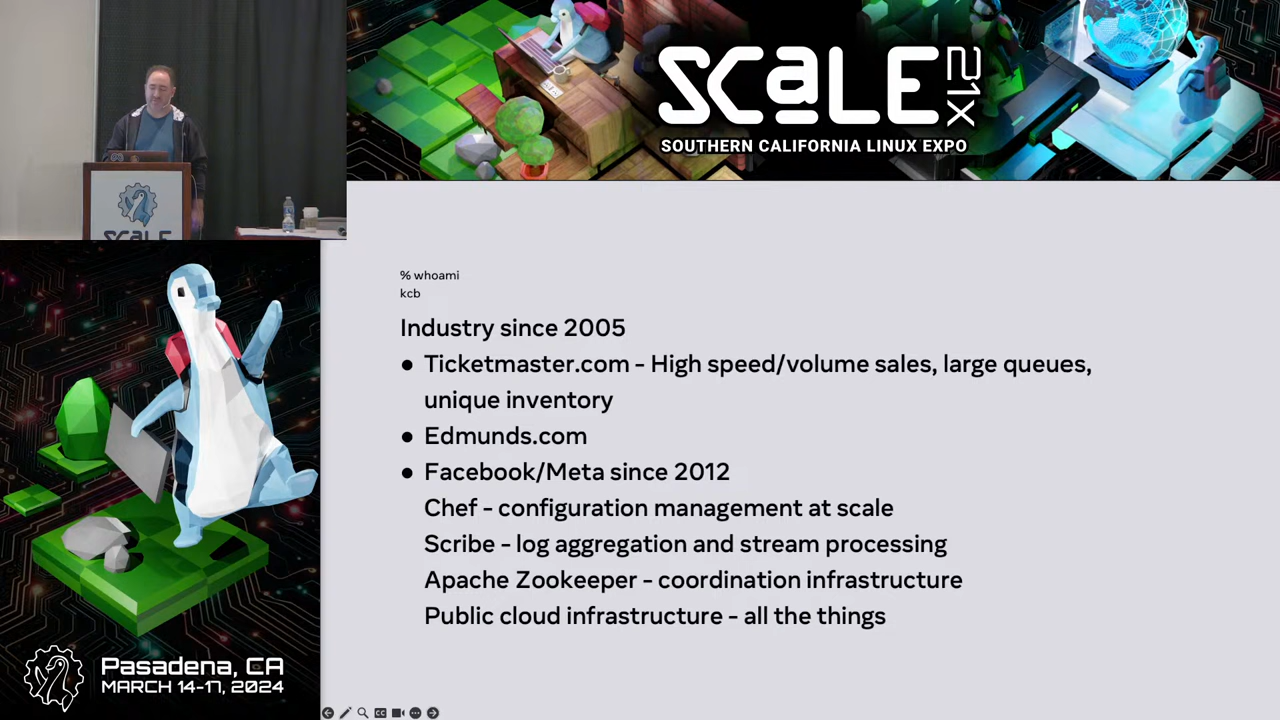 SCaLE 21X
SOUTHERN CALIFORNIA LINUX EXPO
SCALE
% whoami
kcb
Industry since 2005
● Ticketmaster.com - High speed/volume sales, large queues,
unique inventory
● Edmunds.com
● Facebook/Meta since 2012
Chef - configuration management at scale
Scribe - log aggregation and stream processing
Apache Zookeeper - coordination infrastructure
Public cloud infrastructure - all the things
Pasadena, CA
MARCH 14-17, 2024
CC